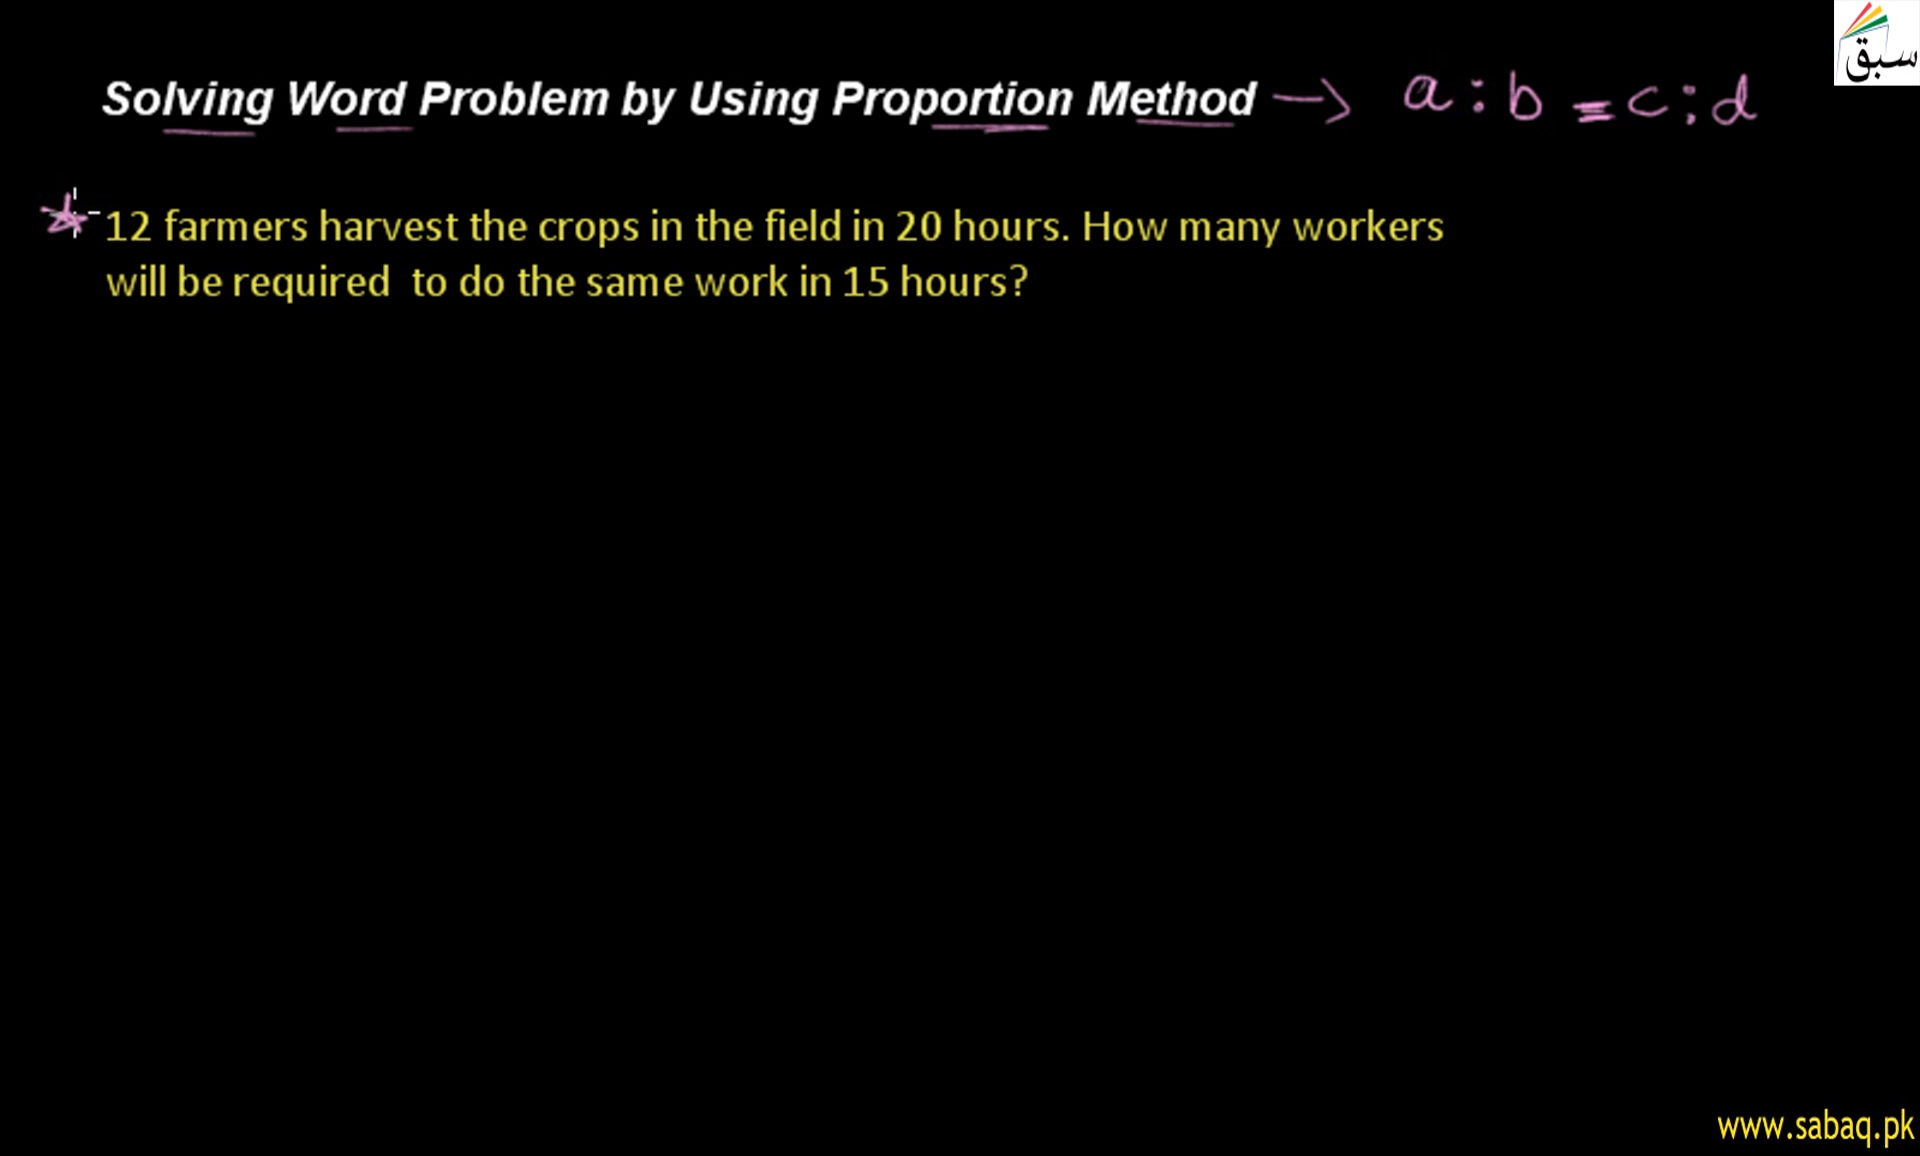 سبق
Solving Word Problem by Using Proportion Method → a : b = c : d
12 farmers harvest the crops in the field in 20 hours. How many workers
will be required to do the same work in 15 hours?
www.sabaq.pk